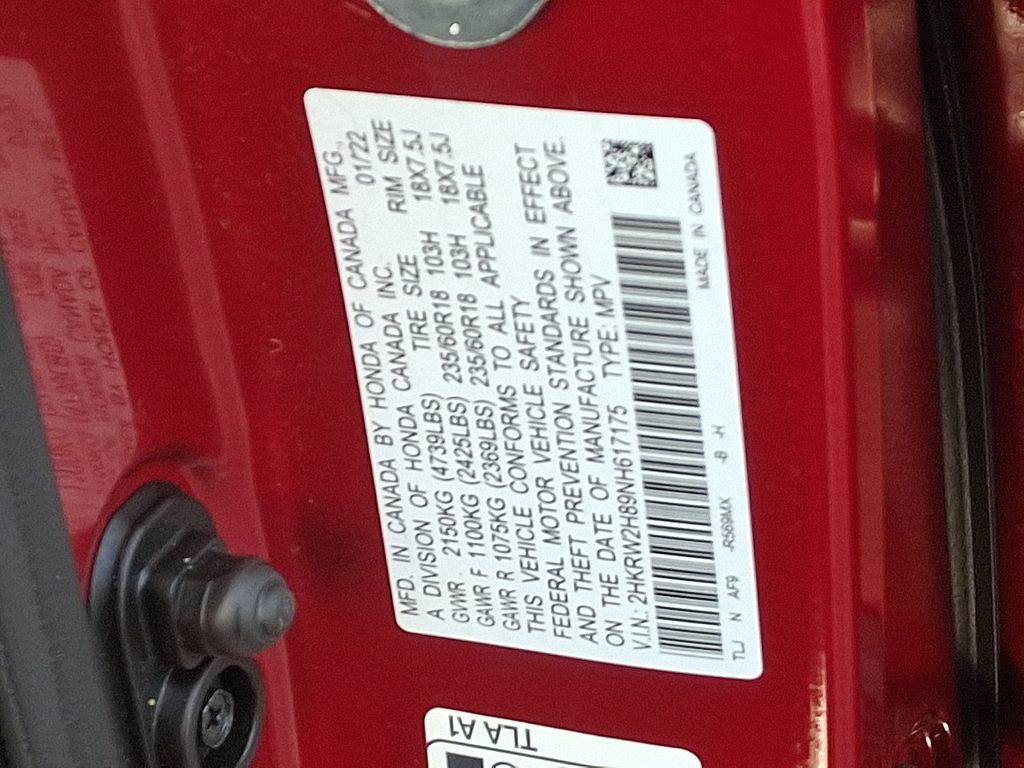 MFD. IN CANADA BY HONDA OF CANADA MFG.,
A DIVISION OF HONDA CANADA INC. 01/22
GVWR 2150KG (4739LBS) TIRE SIZE RIM SIZE
GAWR F 1100KG (2425LBS) 235/60R18 103H 18X7.5J
GAWR R 1075KG (2369LBS) 235/60R18 103H 18X7.5J
THIS VEHICLE CONFORMS TO ALL APPLICABLE
FEDERAL MOTOR VEHICLE SAFETY
AND THEFT PREVENTION STANDARDS IN EFFECT
ON THE DATE OF MANUFACTURE SHOWN ABOVE.
V.I.N.: 2HKRW2H89NH617175 TYPE: MPV
TLJ N AF9 -R569MX -B -H MADE IN CANADA
TLA A1